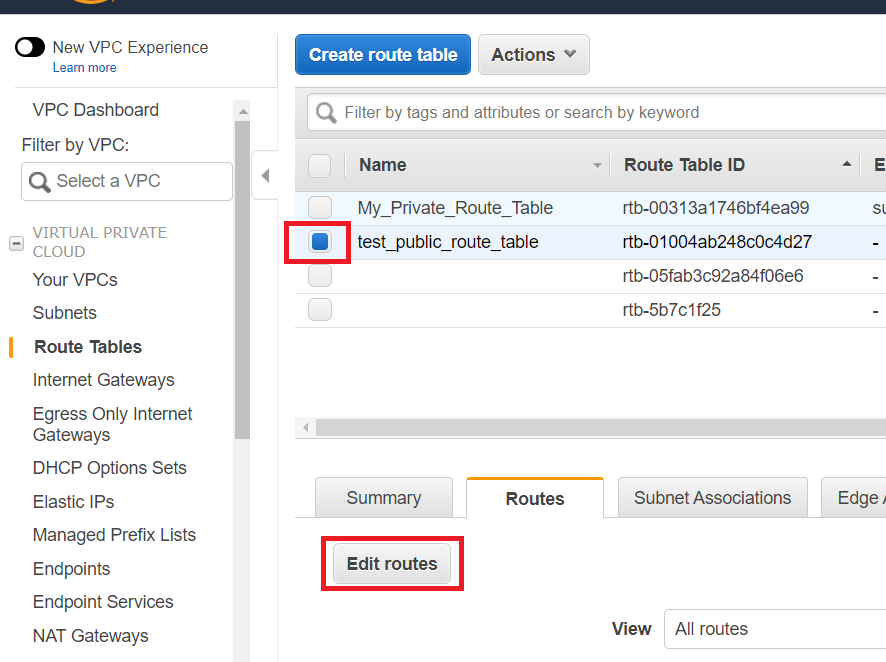 New VPC Experience
Learn more
VPC Dashboard
Filter by VPC:
Select a VPC
VIRTUAL PRIVATE
CLOUD
Your VPCs
Subnets
Route Tables
Internet Gateways
Egress Only Internet
Gateways
DHCP Options Sets
Elastic IPs
Managed Prefix Lists
Endpoints
Endpoint Services
NAT Gateways
Create route table
Actions
Filter by tags and attributes or search by keyword
Name Route Table ID E
My_Private_Route_Table rtb-00313a1746bf4ea99 su
test_public_route_table rtb-01004ab248c0c4d27 -
rtb-05fab3c92a84f06e6 -
rtb-5b7c1f25 -
Summary Routes Subnet Associations Edge A
Edit routes
View All routes